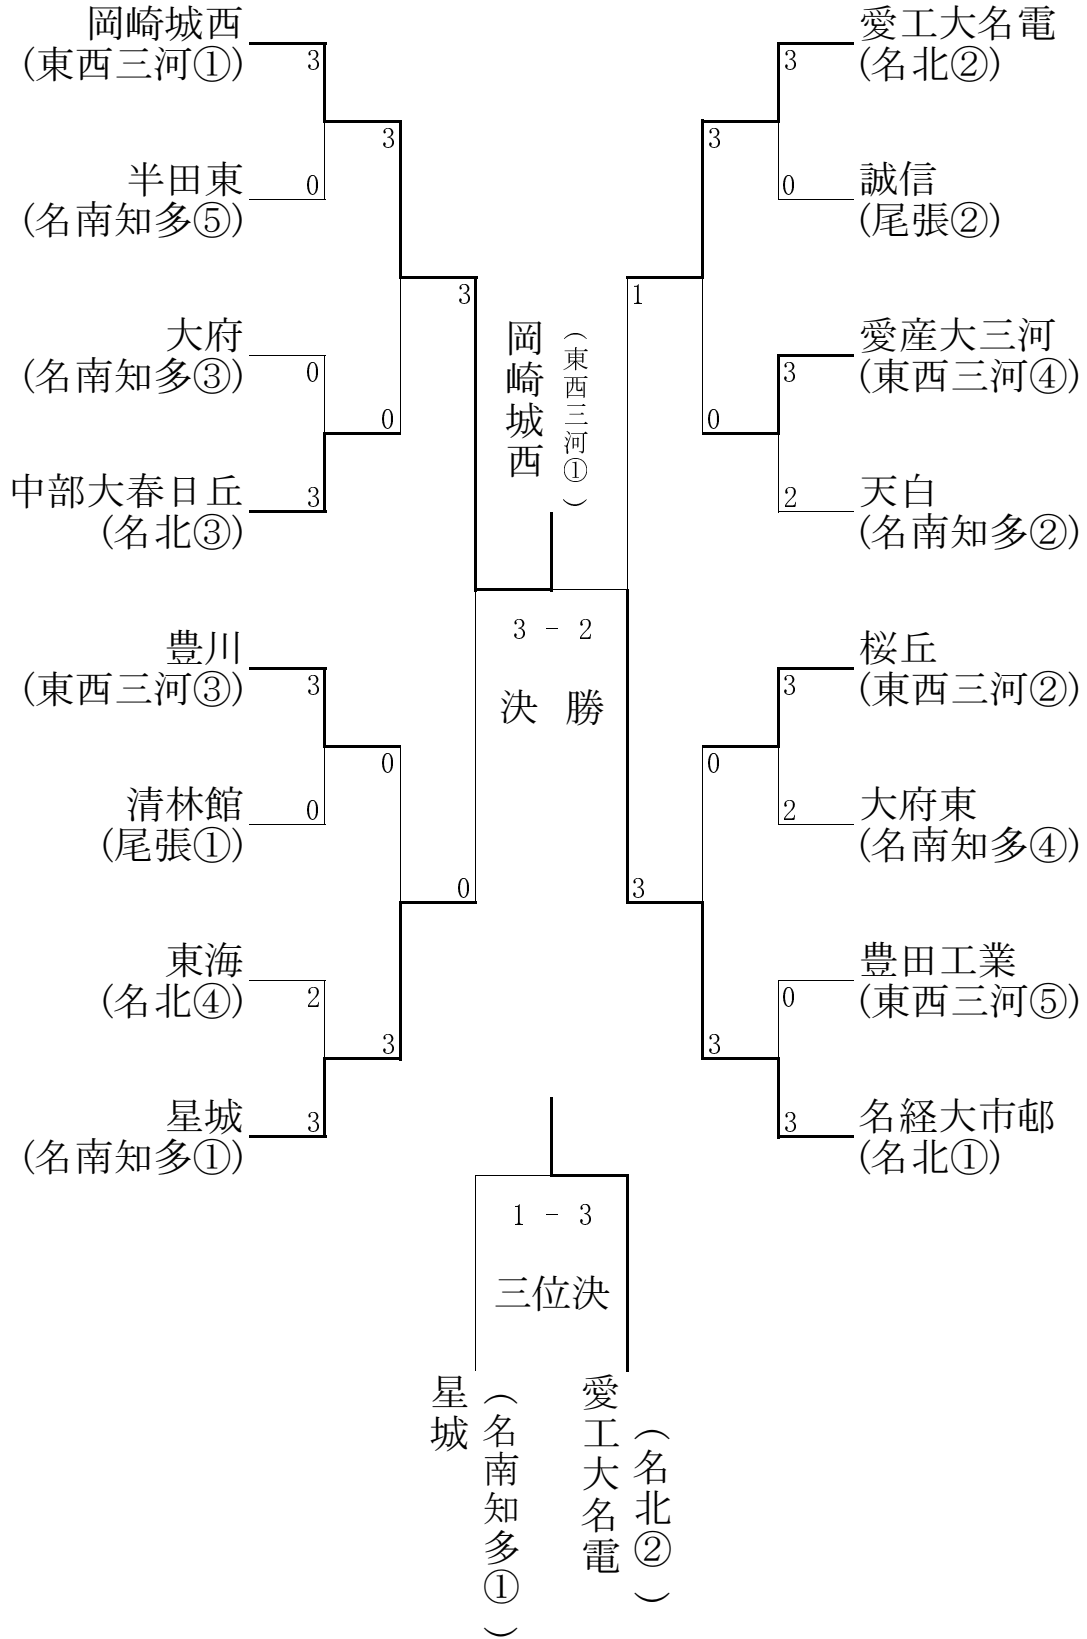 岡崎城西
(東西三河①)
3
3
半田東
0
(名南知多⑤)
3
大府
(名南知多③)
0
0
中部大春日丘
3
(名北③)
豊川
(東西三河③)
3
0
清林館
0
(尾張①)
0
東海
(名北④)
2
3
星城
3
(名南知多①)
岡崎城西
(東西三河①)
3 - 2
決 勝
愛工大名電
3
(名北②)
3
誠信
0
(尾張②)
1
愛産大三河
3
(東西三河④)
0
天白
2
(名南知多②)
桜丘
3
(東西三河②)
0
大府東
2
(名南知多④)
3
豊田工業
0
(東西三河⑤)
3
名経大市邨
3
(名北①)
1 - 3
三位決
星城
(名南知多①)
愛工大名電
(名北②)